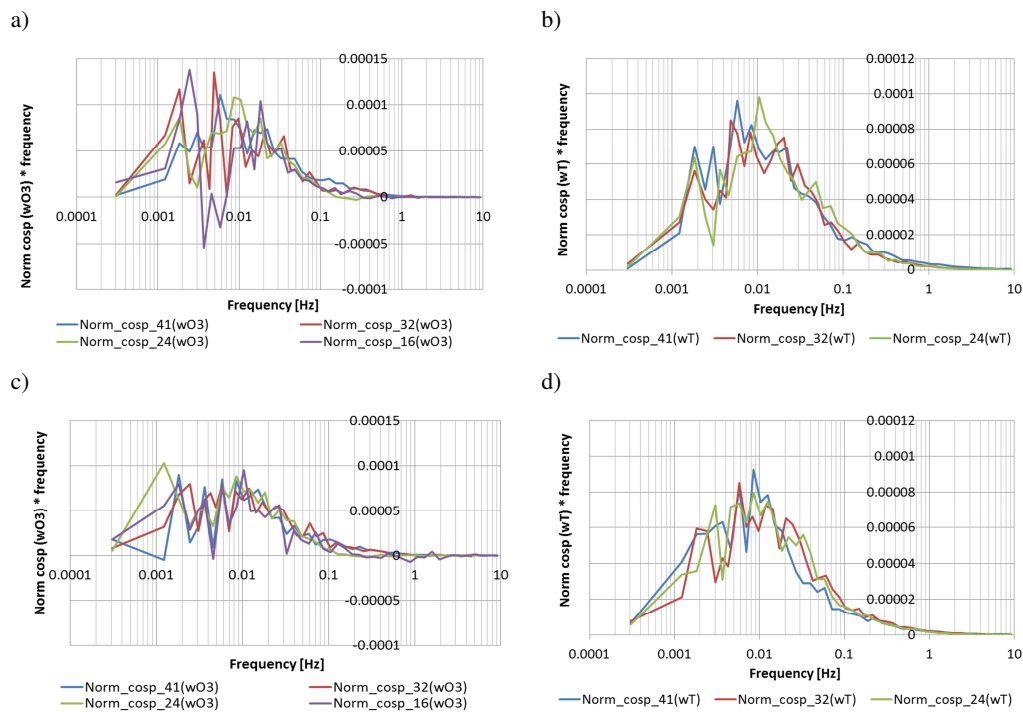 a)
0.00015
0.0001
0.00005
0
-0.00005
-0.0001
0.0001
0.001
0.01
0.1
1
10
Norm cosp (wO3) * frequency
Frequency [Hz]
Norm_cosp_41(wO3)
Norm_cosp_32(wO3)
Norm_cosp_24(wO3)
Norm_cosp_16(wO3)
b)
0.00012
0.0001
0.00008
0.00006
0.00004
0.00002
0
0.0001
0.001
0.01
0.1
1
10
Norm cosp (wT) * frequency
Frequency [Hz]
Norm_cosp_41(wT)
Norm_cosp_32(wT)
Norm_cosp_24(wT)
c)
0.00015
0.0001
0.00005
0
-0.00005
-0.0001
0.0001
0.001
0.01
0.1
1
10
Norm cosp (wO3) * frequency
Frequency [Hz]
Norm_cosp_41(wO3)
Norm_cosp_32(wO3)
Norm_cosp_24(wO3)
Norm_cosp_16(wO3)
d)
0.00012
0.0001
0.00008
0.00006
0.00004
0.00002
0
0.0001
0.001
0.01
0.1
1
10
Norm cosp (wT) * frequency
Frequency [Hz]
Norm_cosp_41(wT)
Norm_cosp_32(wT)
Norm_cosp_24(wT)